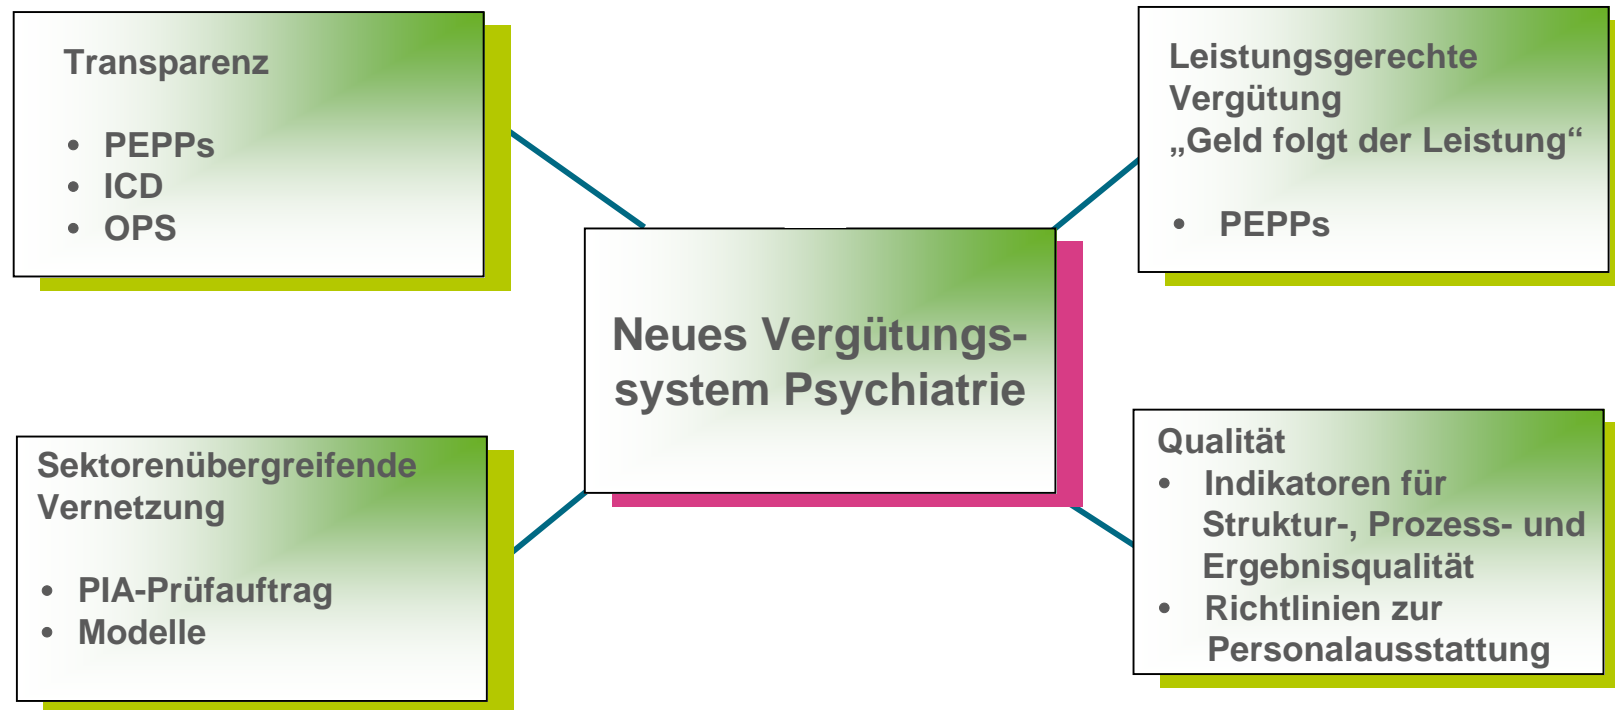 Transparenz
• PEPPs
• ICD
• OPS
Leistungsgerechte
Vergütung
„Geld folgt der Leistung“
• PEPPs
Neues Vergütungs-
system Psychiatrie
Sektorenübergreifende
Vernetzung
• PIA-Prüfauftrag
• Modelle
Qualität
• Indikatoren für
Struktur-, Prozess- und
Ergebnisqualität
• Richtlinien zur
Personalausstattung